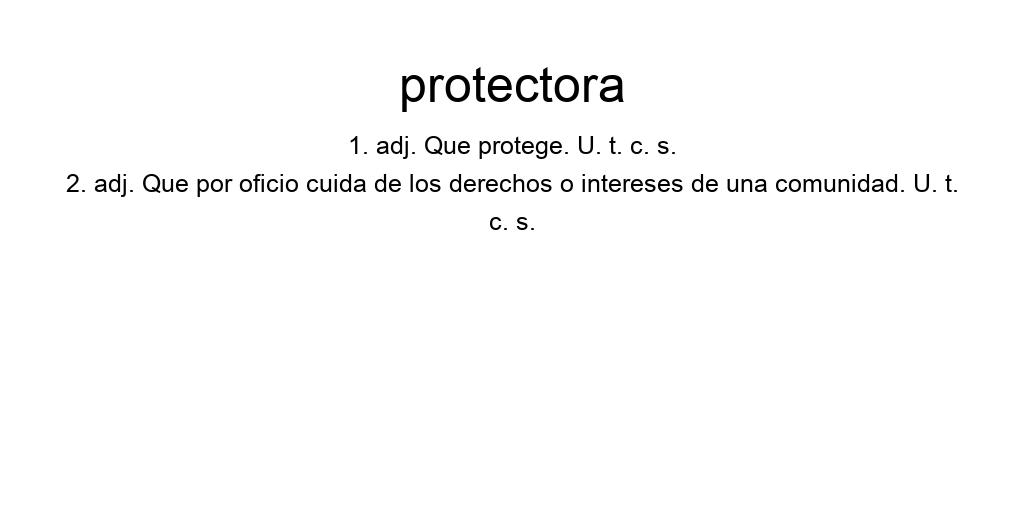 protectora
1. adj. Que protege. U. t. c. s.
2. adj. Que por oficio cuida de los derechos o intereses de una comunidad. U. t.
c. s.